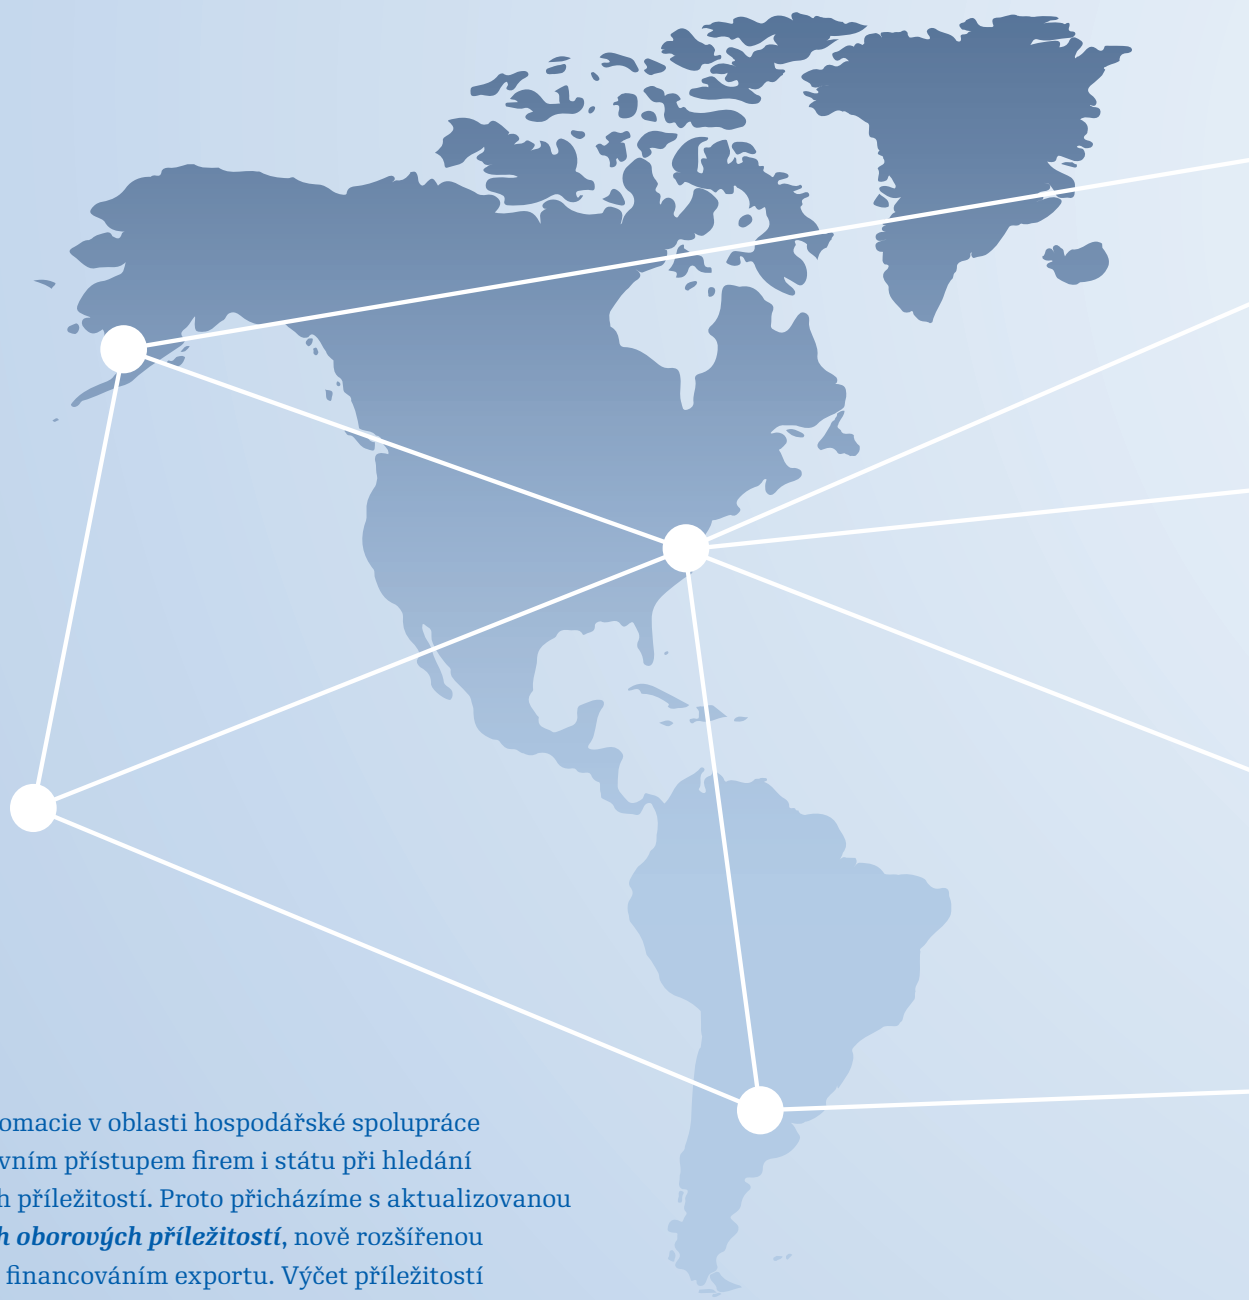 omacie v oblasti hospodářské spolupráce
vním přístupem firem i státu při hledání
h příležitostí. Proto přicházíme s aktualizovanou
h oborových příležitostí, nově rozšířenou
financováním exportu. Výčet příležitostí